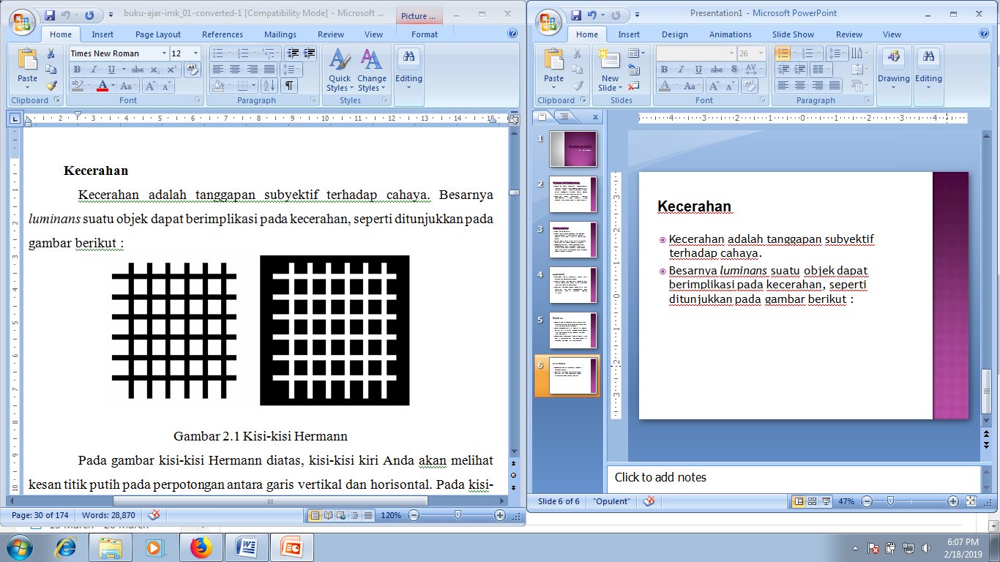 buku-ajar-imk_01-converted-1 [Compatibility Mode] - Microsoft ...
Picture ...
Home Insert Page Layout References Mailings Review View Format
Times New Roman 12
Paste
Quick Styles
Change Styles
Editing
Clipboard Font Paragraph Styles
Kecerahan
Kecerahan adalah tanggapan subyektif terhadap cahaya. Besarnya
luminans suatu objek dapat berimplikasi pada kecerahan, seperti ditunjukkan pada
gambar berikut :
Gambar 2.1 Kisi-kisi Hermann
Pada gambar kisi-kisi Hermann diatas, kisi-kisi kiri Anda akan melihat
kesan titik putih pada perpotongan antara garis vertikal dan horisontal. Pada kisi-
Page: 30 of 174 Words: 28,870 120%
Presentation1 - Microsoft PowerPoint
Home Insert Design Animations Slide Show Review View
26
Paste
New Slide
Drawing
Editing
Clipboard Slides Font Paragraph
1
2
3
4
5
6
Kecerahan
Kecerahan adalah tanggapan subyektif
terhadap cahaya.
Besarnya luminans suatu objek dapat
berimplikasi pada kecerahan, seperti
ditunjukkan pada gambar berikut :
Click to add notes
Slide 6 of 6 "Opulent" 47%
6:07 PM
2/18/2019